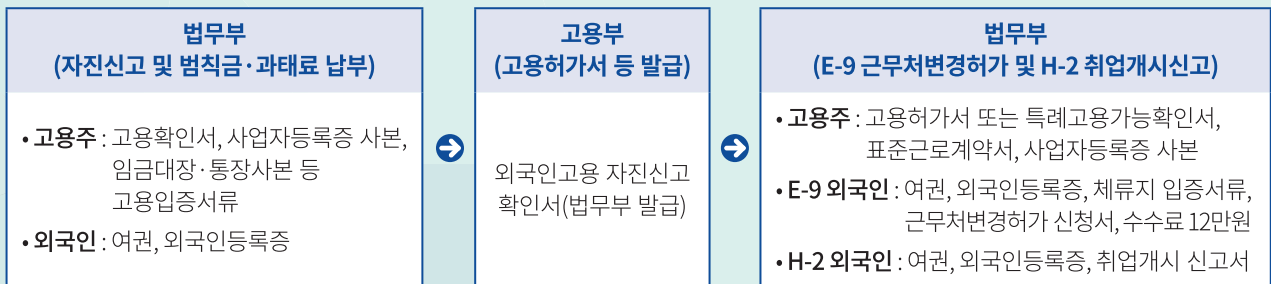 법무부
(자진신고 및 범칙금·과태료 납부)
• 고용주 : 고용확인서, 사업자등록증 사본,
임금대장·통장사본 등
고용입증서류
• 외국인 : 여권, 외국인등록증
고용부
(고용허가서 등 발급)
외국인고용 자진신고
확인서(법무부 발급)
법무부
(E-9 근무처변경허가 및 H-2 취업개시신고)
• 고용주 : 고용허가서 또는 특례고용가능확인서,
표준근로계약서, 사업자등록증 사본
• E-9 외국인 : 여권, 외국인등록증, 체류지 입증서류,
근무처변경허가 신청서, 수수료 12만원
• H-2 외국인 : 여권, 외국인등록증, 취업개시 신고서